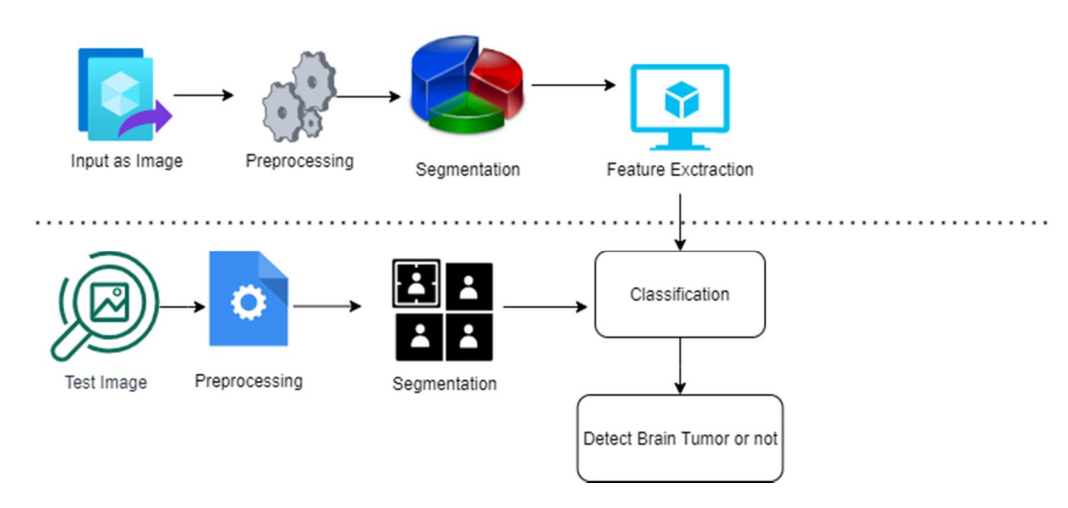 Input as Image
Preprocessing
Segmentation
Feature Exctraction
Test Image
Preprocessing
Segmentation
Classification
Detect Brain Tumor or not